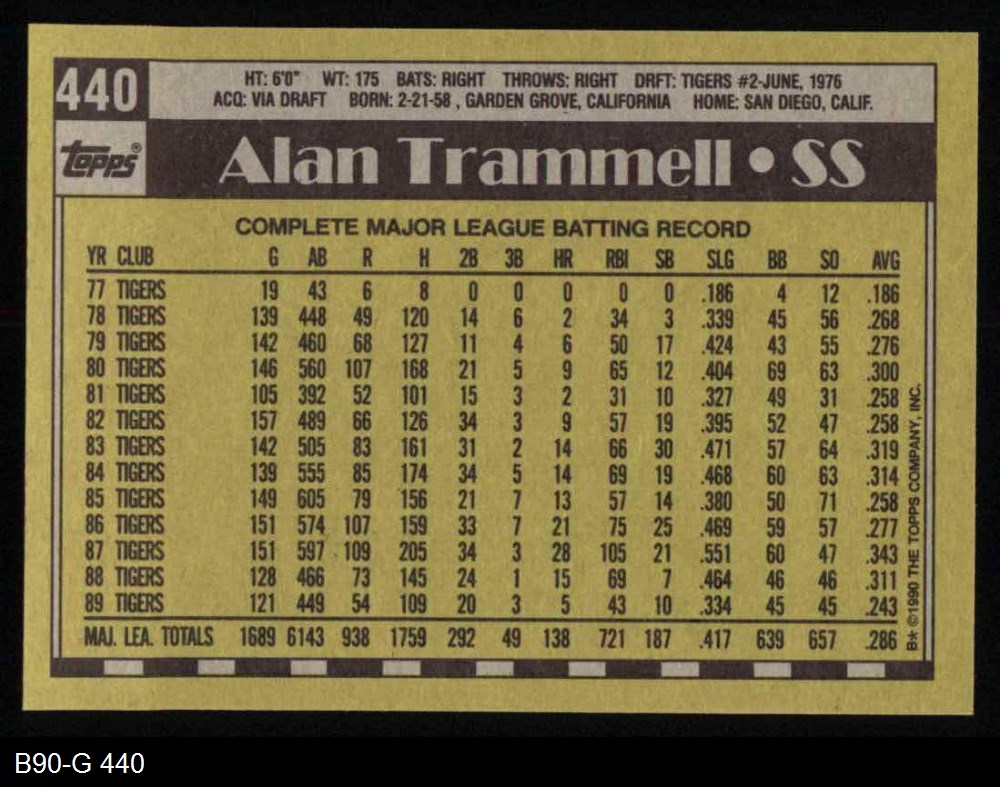 440
HT: 6'0" WT: 175 BATS: RIGHT THROWS: RIGHT DRFT: TIGERS #2-JUNE, 1976
ACQ: VIA DRAFT BORN: 2-21-58 , GARDEN GROVE, CALIFORNIA HOME: SAN DIEGO, CALIF.
topps®
Alan Trammell • SS
COMPLETE MAJOR LEAGUE BATTING RECORD
YR CLUB G AB R H 2B 3B HR RBI SB SLG BB SO AVG
77 TIGERS 19 43 6 8 0 0 0 0 0 .186 4 12 .186
78 TIGERS 139 448 49 120 14 6 2 34 3 .339 45 56 .268
79 TIGERS 142 460 68 127 11 4 6 50 17 .424 43 55 .276
80 TIGERS 146 560 107 168 21 5 9 65 12 .404 69 63 .300
81 TIGERS 105 392 52 101 15 3 2 31 10 .327 49 31 .258
82 TIGERS 157 489 66 126 34 3 9 57 19 .395 52 47 .258
83 TIGERS 142 505 83 161 31 2 14 66 30 .471 57 64 .319
84 TIGERS 139 555 85 174 34 5 14 69 19 .468 60 63 .314
85 TIGERS 149 605 79 156 21 7 13 57 14 .380 50 71 .258
86 TIGERS 151 574 107 159 33 7 21 75 25 .469 59 57 .277
87 TIGERS 151 597 109 205 34 3 28 105 21 .551 60 47 .343
88 TIGERS 128 466 73 145 24 1 15 69 7 .464 46 46 .311
89 TIGERS 121 449 54 109 20 3 5 43 10 .334 45 45 .243
MAJ. LEA. TOTALS 1689 6143 938 1759 292 49 138 721 187 .417 639 657 .286
B* ©1990 THE TOPPS COMPANY, INC.
B90-G 440